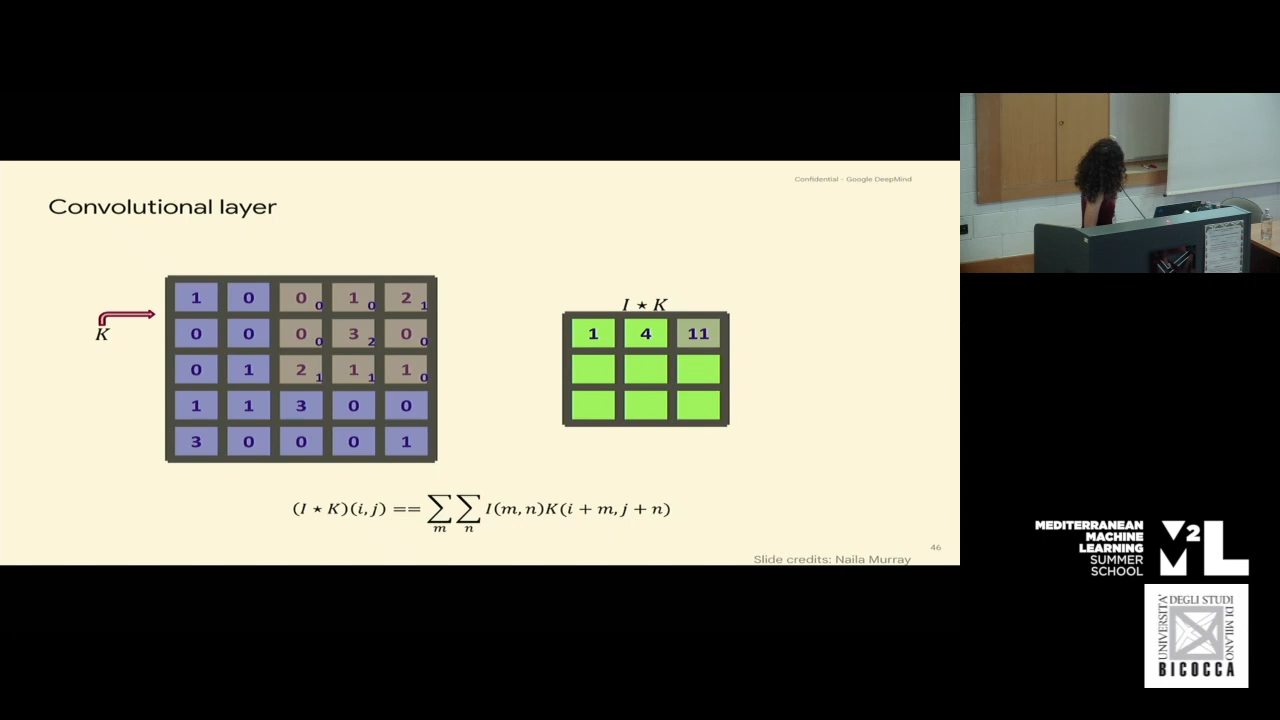 Confidential - Google DeepMind
Convolutional layer
K
1 0 0 0 1 0 2 1
0 0 0 0 3 2 0 0
0 1 2 1 1 1 1 0
1 1 3 0 0
3 0 0 0 1
I ⋆ K
1 4 11
(I ⋆ K)(i, j) == ∑m ∑n I(m, n)K(i + m, j + n)
46
Slide credits: Naila Murray
MEDITERRANEAN
MACHINE
LEARNING
SUMMER
SCHOOL
M2L
UNIVERSITA'
DEGLI STUDI
DI MILANO
BICOCCA